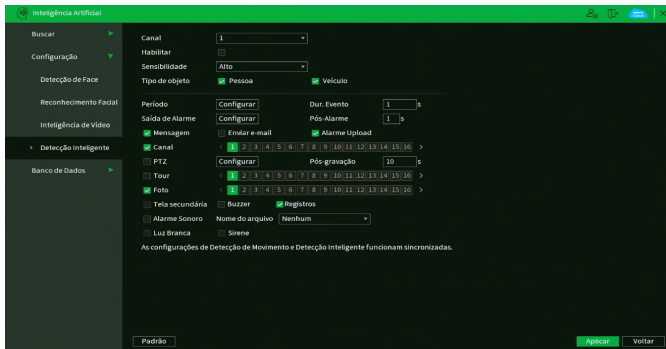 Inteligência Artificial
Buscar
Configuração
Detecção de Face
Reconhecimento Facial
Inteligência de Vídeo
> Detecção Inteligente
Banco de Dados
Canal 1
Habilitar
Sensibilidade Alto
Tipo de objeto Pessoa Veículo
Período Configurar Dur. Evento 1 s
Saída de Alarme Configurar Pós-Alarme 1 s
Mensagem Enviar e-mail Alarme Upload
Canal < 1 2 3 4 5 6 7 8 9 10 11 12 13 14 15 16 >
PTZ Configurar Pós-gravação 10 s
Tour < 1 2 3 4 5 6 7 8 9 10 11 12 13 14 15 16 >
Foto < 1 2 3 4 5 6 7 8 9 10 11 12 13 14 15 16 >
Tela secundária Buzzer Registros
Alarme Sonoro Nome do arquivo Nenhum
Luz Branca Sirene
As configurações de Detecção de Movimento e Detecção Inteligente funcionam sincronizadas.
Padrão Aplicar Voltar